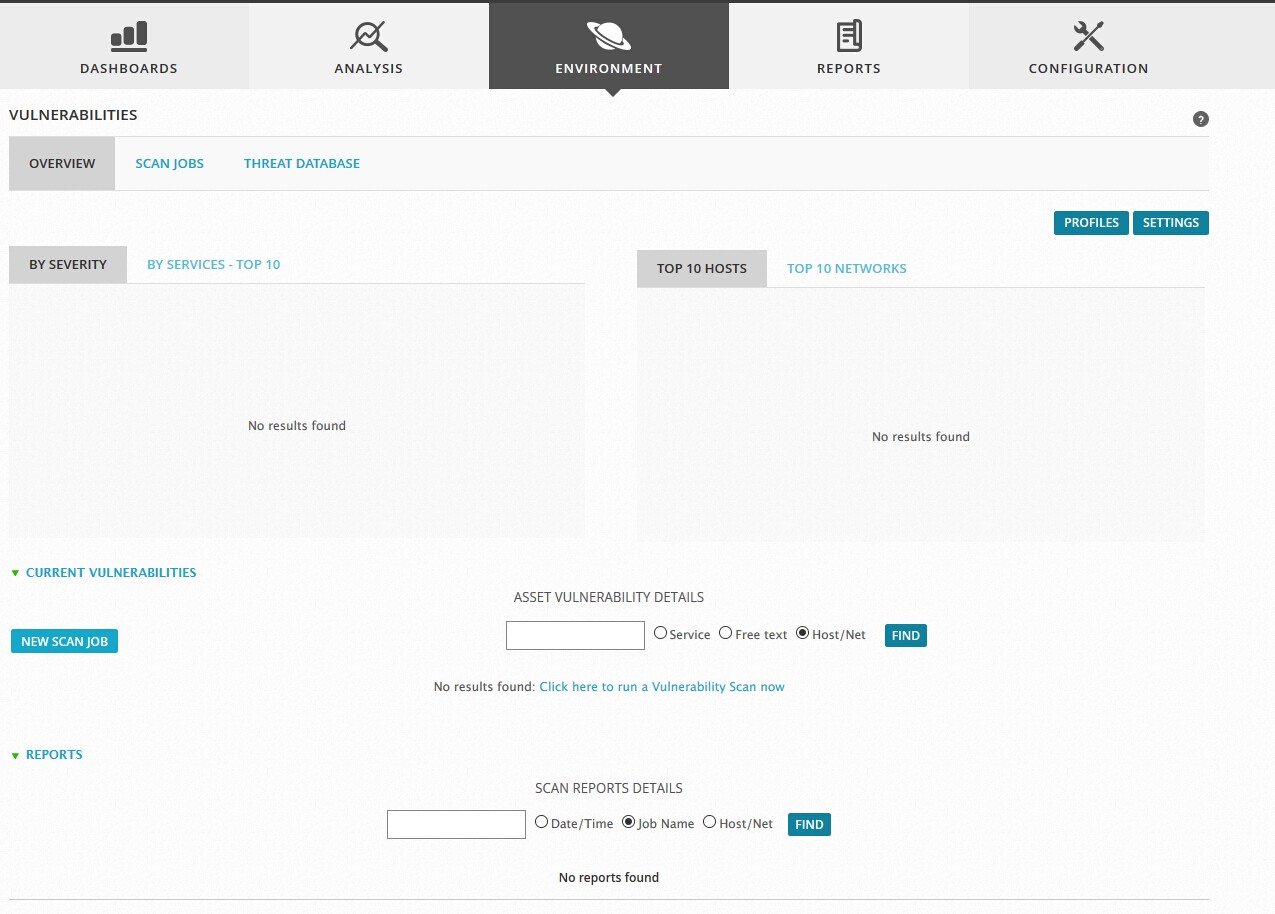 DASHBOARDS ANALYSIS ENVIRONMENT REPORTS CONFIGURATION
VULNERABILITIES ?
OVERVIEW SCAN JOBS THREAT DATABASE
PROFILES SETTINGS
BY SEVERITY BY SERVICES - TOP 10
TOP 10 HOSTS TOP 10 NETWORKS
No results found
No results found
CURRENT VULNERABILITIES
ASSET VULNERABILITY DETAILS
NEW SCAN JOB Service Free text Host/Net FIND
No results found: Click here to run a Vulnerability Scan now
REPORTS
SCAN REPORTS DETAILS
Date/Time Job Name Host/Net FIND
No reports found